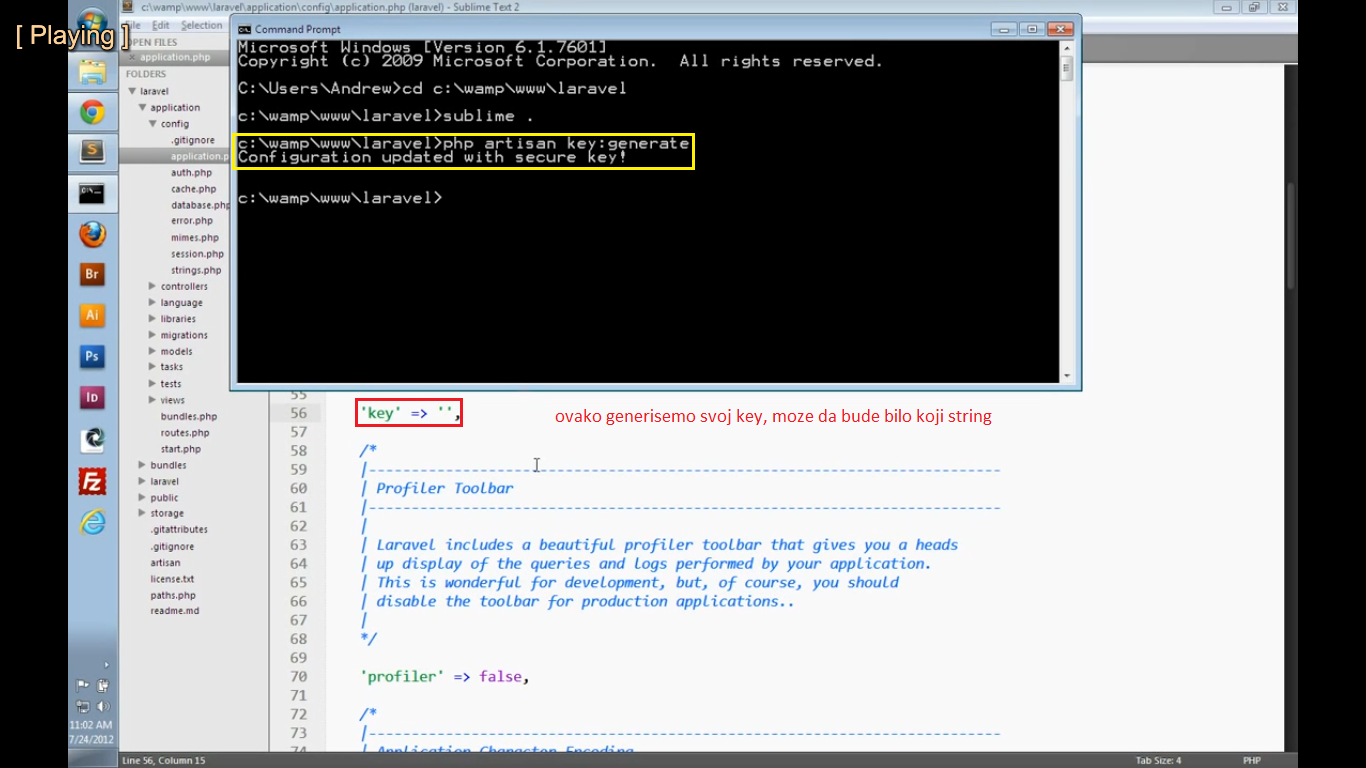 c:\wamp\www\laravel\application\config\application.php (laravel) - Sublime Text 2
[ Playing ]
File Edit Selection
OPEN FILES
× application.php
FOLDERS
laravel
application
config
.gitignore
application.p
auth.php
cache.php
database.php
error.php
mimes.php
session.php
strings.php
controllers
language
libraries
migrations
models
tasks
tests
views
bundles.php
routes.php
start.php
bundles
laravel
public
storage
.gitattributes
.gitignore
artisan
license.txt
paths.php
readme.md
Command Prompt
Microsoft Windows [Version 6.1.7601]
Copyright (c) 2009 Microsoft Corporation.  All rights reserved.
C:\Users\Andrew>cd c:\wamp\www\laravel
c:\wamp\www\laravel>sublime .
c:\wamp\www\laravel>php artisan key:generate
Configuration updated with secure key!
c:\wamp\www\laravel>
55
56 'key' => '',
ovako generisemo svoj key, moze da bude bilo koji string
57
58 /*
59 |--------------------------------------------------------------------------
60 | Profiler Toolbar
61 |--------------------------------------------------------------------------
62 |
63 | Laravel includes a beautiful profiler toolbar that gives you a heads
64 | up display of the queries and logs performed by your application.
65 | This is wonderful for development, but, of course, you should
66 | disable the toolbar for production applications..
67 |
68 */
69
70 'profiler' => false,
71
72 /*
73 |--------------------------------------------------------------------------
74 | Application Character Encoding
Br
Ai
Ps
Id
Fz
11:02 AM
7/24/2012
Line 56, Column 15
Tab Size: 4
PHP